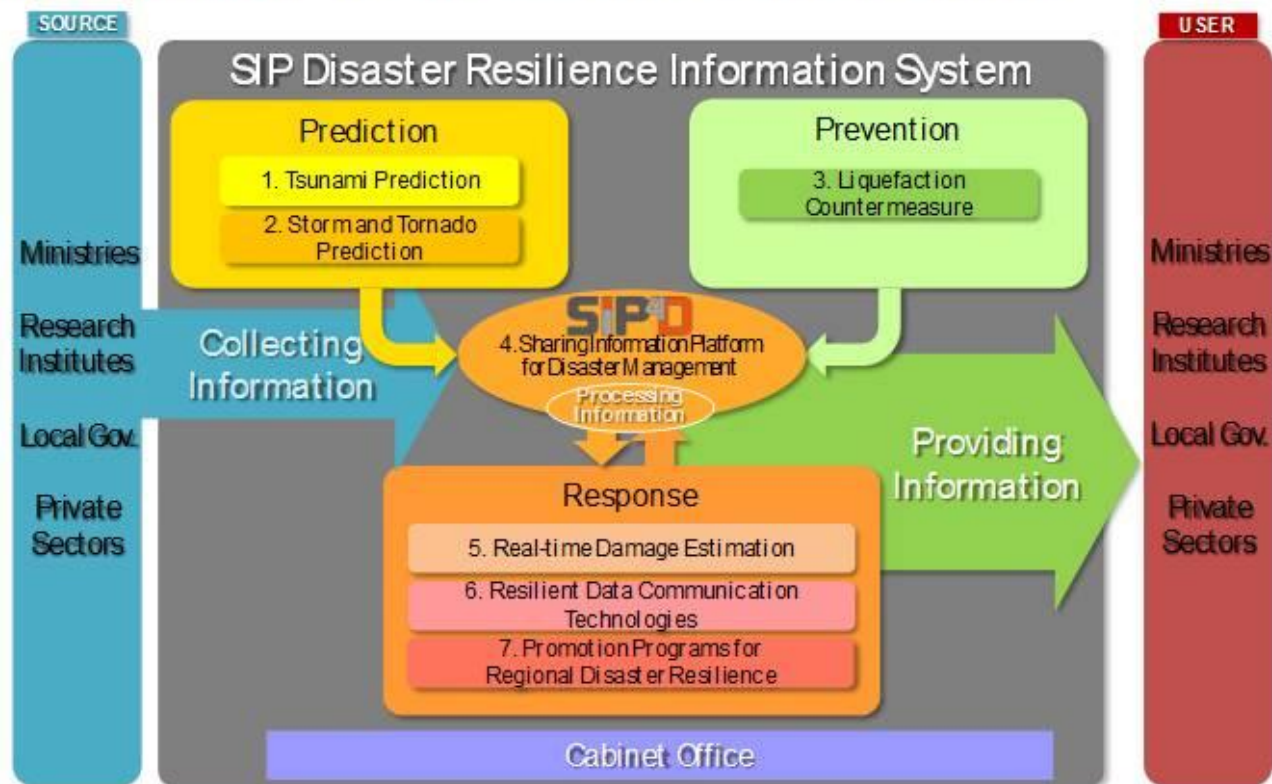 SOURCE
USER
SIP Disaster Resilience Information System
Prediction
1. Tsunami Prediction
2. Storm and Tornado
Prediction
Prevention
3. Liquefaction
Countermeasure
Ministries
Research
Institutes
Local Gov.
Private
Sectors
Collecting
Information
SIP4D
4. Sharing Information Platform
for Disaster Management
Processing
Information
Providing
Information
Response
5. Real-time Damage Estimation
6. Resilient Data Communication
Technologies
7. Promotion Programs for
Regional Disaster Resilience
Ministries
Research
Institutes
Local Gov.
Private
Sectors
Cabinet Office